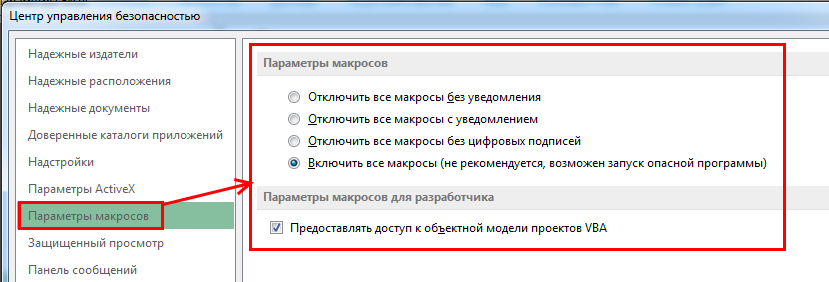 Центр управления безопасностью
Надежные издатели
Надежные расположения
Надежные документы
Доверенные каталоги приложений
Надстройки
Параметры ActiveX
Параметры макросов
Защищенный просмотр
Панель сообщений
Параметры макросов
Отключить все макросы без уведомления
Отключить все макросы с уведомлением
Отключить все макросы без цифровых подписей
Включить все макросы (не рекомендуется, возможен запуск опасной программы)
Параметры макросов для разработчика
Предоставлять доступ к объектной модели проектов VBA